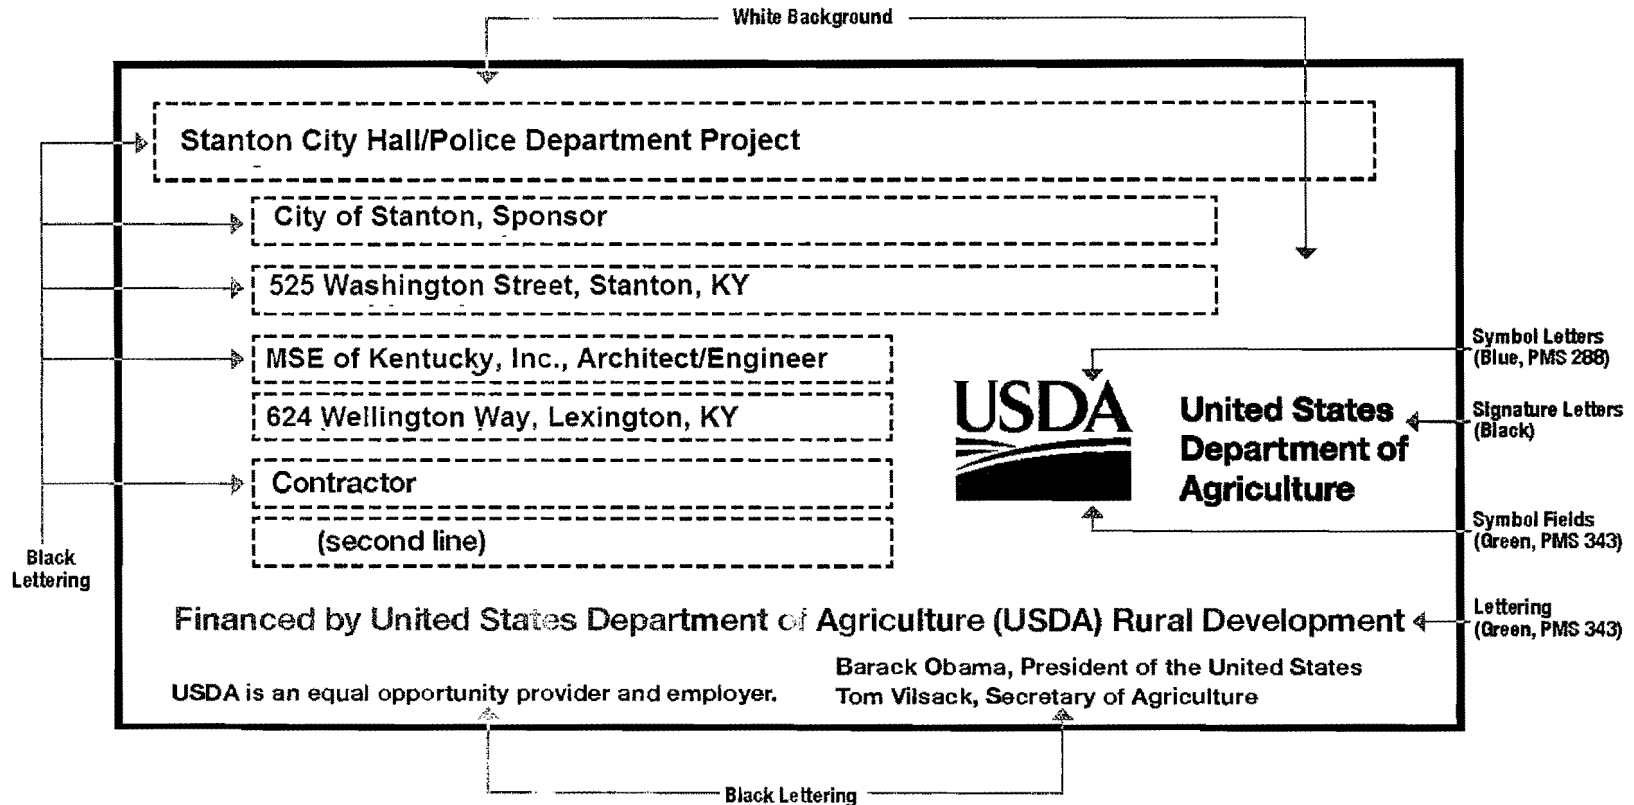 White Background
Stanton City Hall/Police Department Project
City of Stanton, Sponsor
525 Washington Street, Stanton, KY
MSE of Kentucky, Inc., Architect/Engineer
624 Wellington Way, Lexington, KY
Contractor
(second line)
Black
Lettering
USDA
United States
Department of
Agriculture
Symbol Letters
(Blue, PMS 288)
Signature Letters
(Black)
Symbol Fields
(Green, PMS 343)
Financed by United States Department of Agriculture (USDA) Rural Development
Lettering
(Green, PMS 343)
USDA is an equal opportunity provider and employer.
Barack Obama, President of the United States
Tom Vilsack, Secretary of Agriculture
Black Lettering